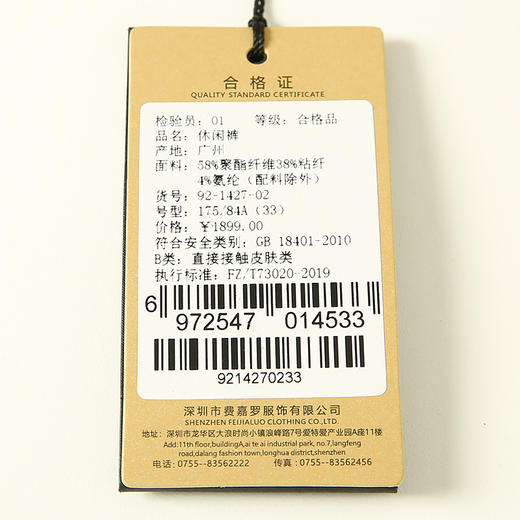 合格证
QUALITY STANDARD CERTIFICATE
检验员: 01 等级: 合格品
品名: 休闲裤
产地: 广州
面料: 58%聚酯纤维38%粘纤
4%氨纶（配料除外）
货号: 92-1427-02
号型: 175/84A（33）
价格: ￥1899.00
符合安全类别: GB 18401-2010
B类: 直接接触皮肤类
执行标准: FZ/T73020-2019
6 972547 014533
9214270233
深圳市费嘉罗服饰有限公司
SHENZHEN FEIJIALUO CLOTHING CO.,LTD
地址:深圳市龙华区大浪时尚小镇浪峰路7号爱特爱产业园A座11楼
Add:11th floor,buildingA,ai te ai industrial park, no.7,langfeng
road,dalang fashion town,longhua district,shenzhen
电话: 0755--83562222 传真: 0755--83562456